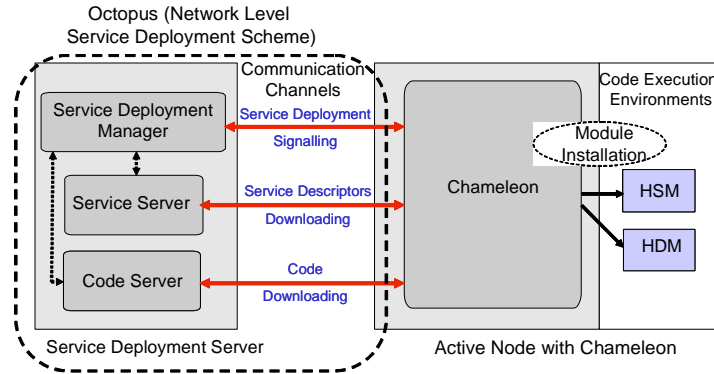 Octopus (Network Level
Service Deployment Scheme)
Communication
Channels
Code Execution
Environments
Service Deployment
Manager
Service Deployment
Signalling
Module
Installation
Chameleon
Service Server
Service Descriptors
Downloading
HSM
HDM
Code Server
Code
Downloading
Service Deployment Server
Active Node with Chameleon